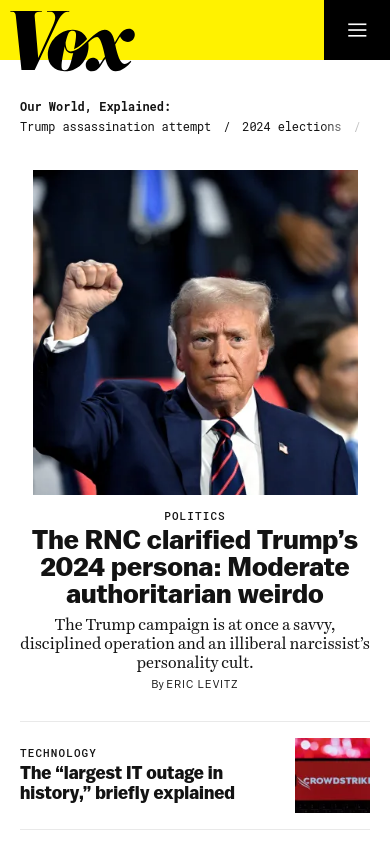 Vox
Our World, Explained:
Trump assassination attempt / 2024 elections /
POLITICS
The RNC clarified Trump’s
2024 persona: Moderate
authoritarian weirdo
The Trump campaign is at once a savvy,
disciplined operation and an illiberal narcissist’s
personality cult.
By ERIC LEVITZ
TECHNOLOGY
The “largest IT outage in
history,” briefly explained
CROWDSTRIK